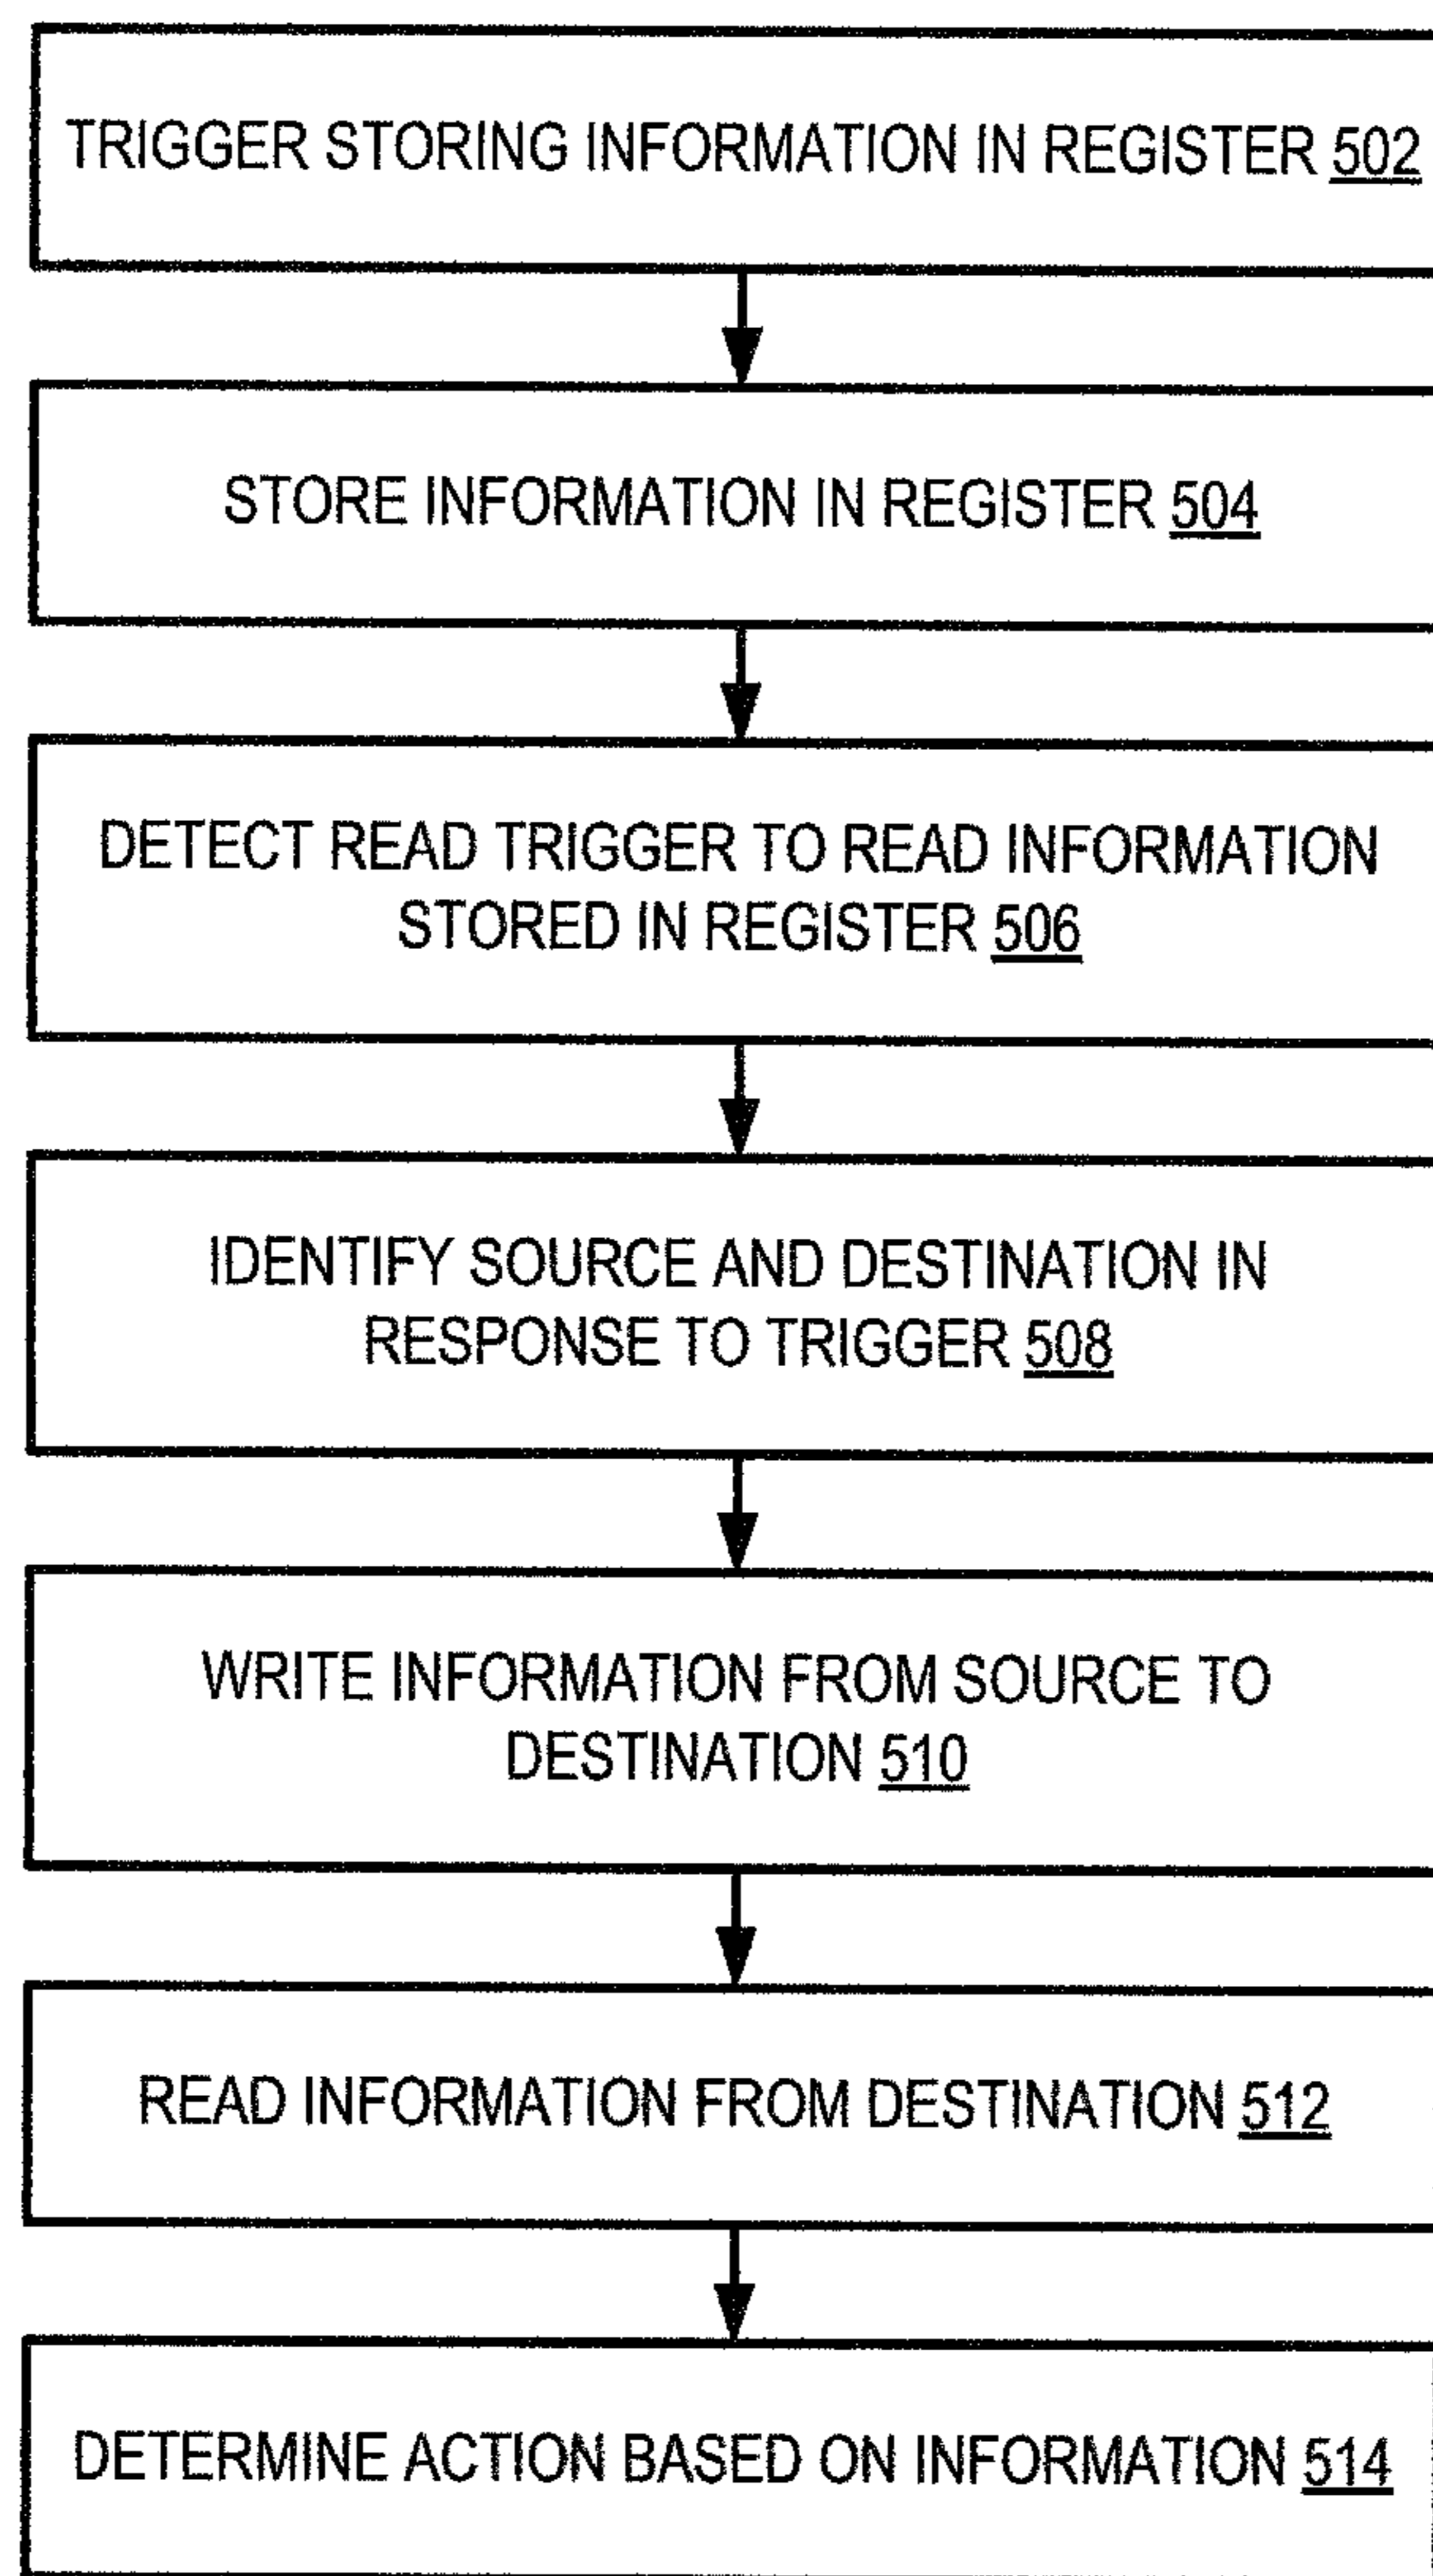 TRIGGER STORING INFORMATION IN REGISTER 502
STORE INFORMATION IN REGISTER 504
DETECT READ TRIGGER TO READ INFORMATION
STORED IN REGISTER 506
IDENTIFY SOURCE AND DESTINATION IN
RESPONSE TO TRIGGER 508
WRITE INFORMATION FROM SOURCE TO
DESTINATION 510
READ INFORMATION FROM DESTINATION 512
DETERMINE ACTION BASED ON INFORMATION 514